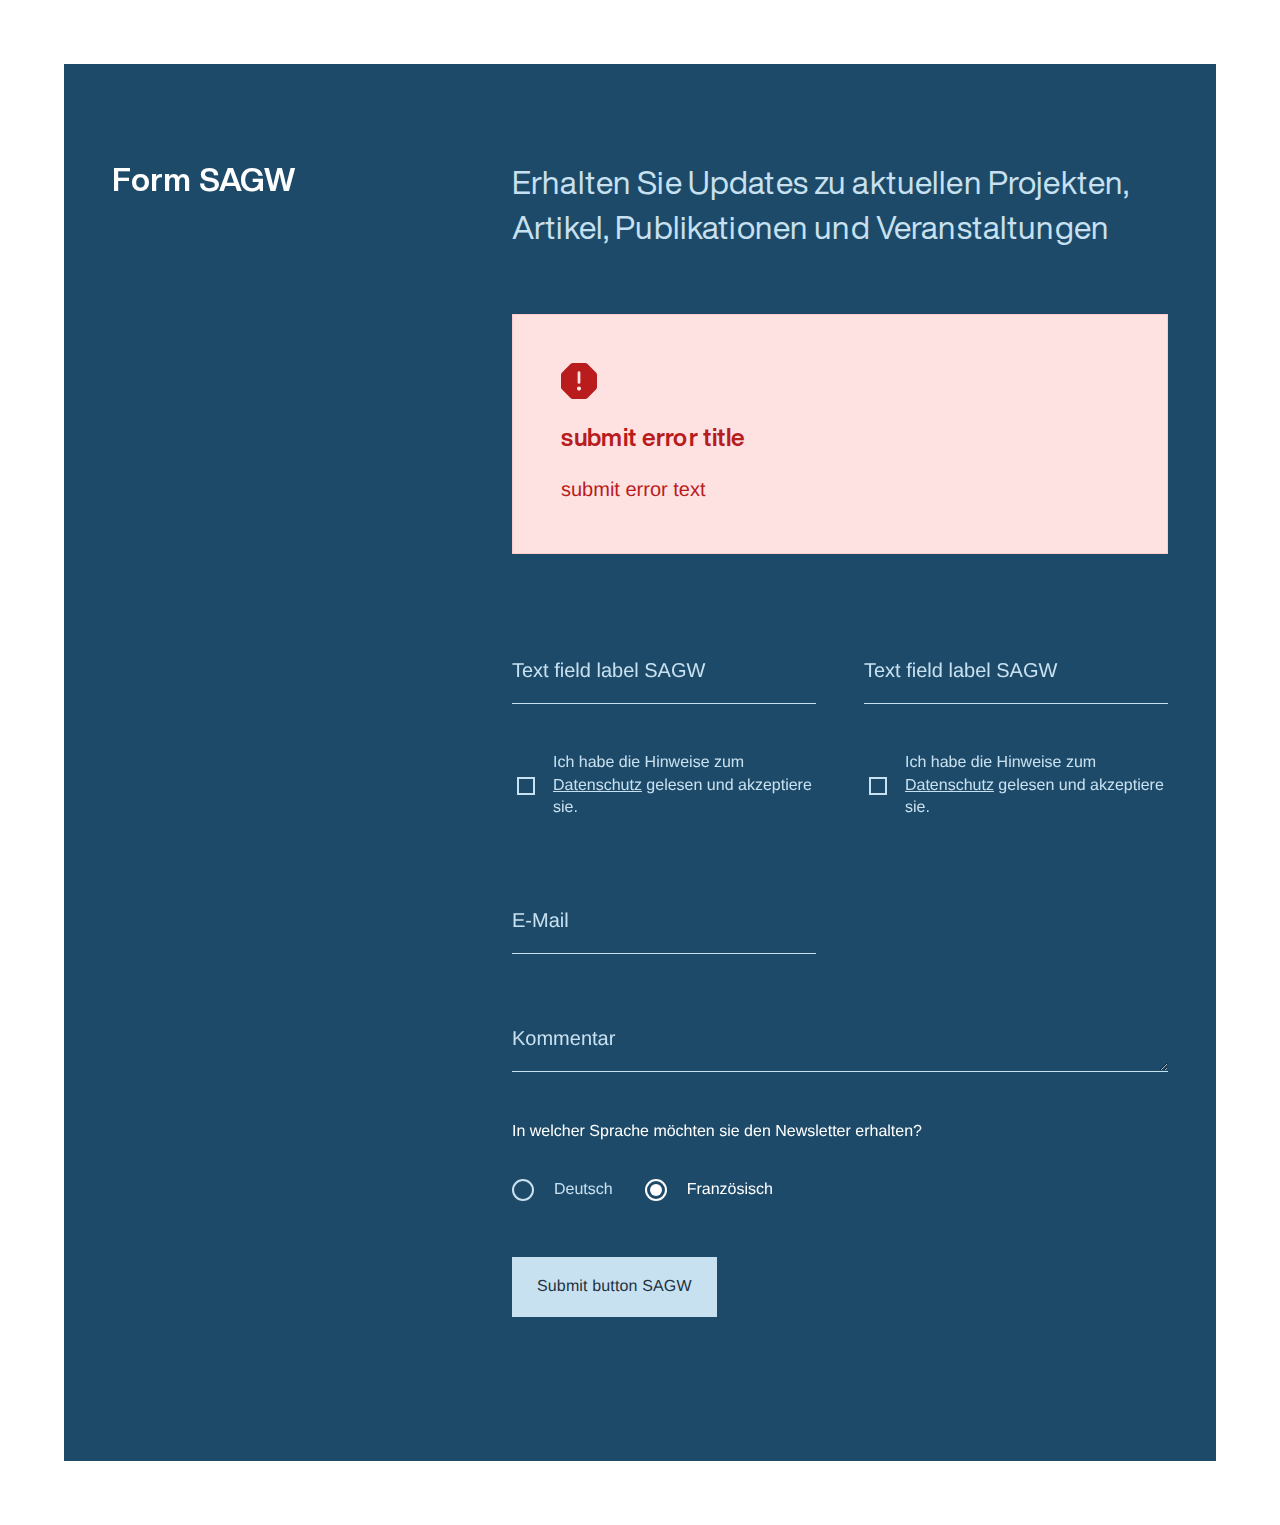 Form SAGW
Erhalten Sie Updates zu aktuellen Projekten,
Artikel, Publikationen und Veranstaltungen
submit error title
submit error text
Text field label SAGW
Text field label SAGW
Ich habe die Hinweise zum
Datenschutz gelesen und akzeptiere
sie.
Ich habe die Hinweise zum
Datenschutz gelesen und akzeptiere
sie.
E-Mail
Kommentar
In welcher Sprache möchten sie den Newsletter erhalten?
Deutsch
Französisch
Submit button SAGW